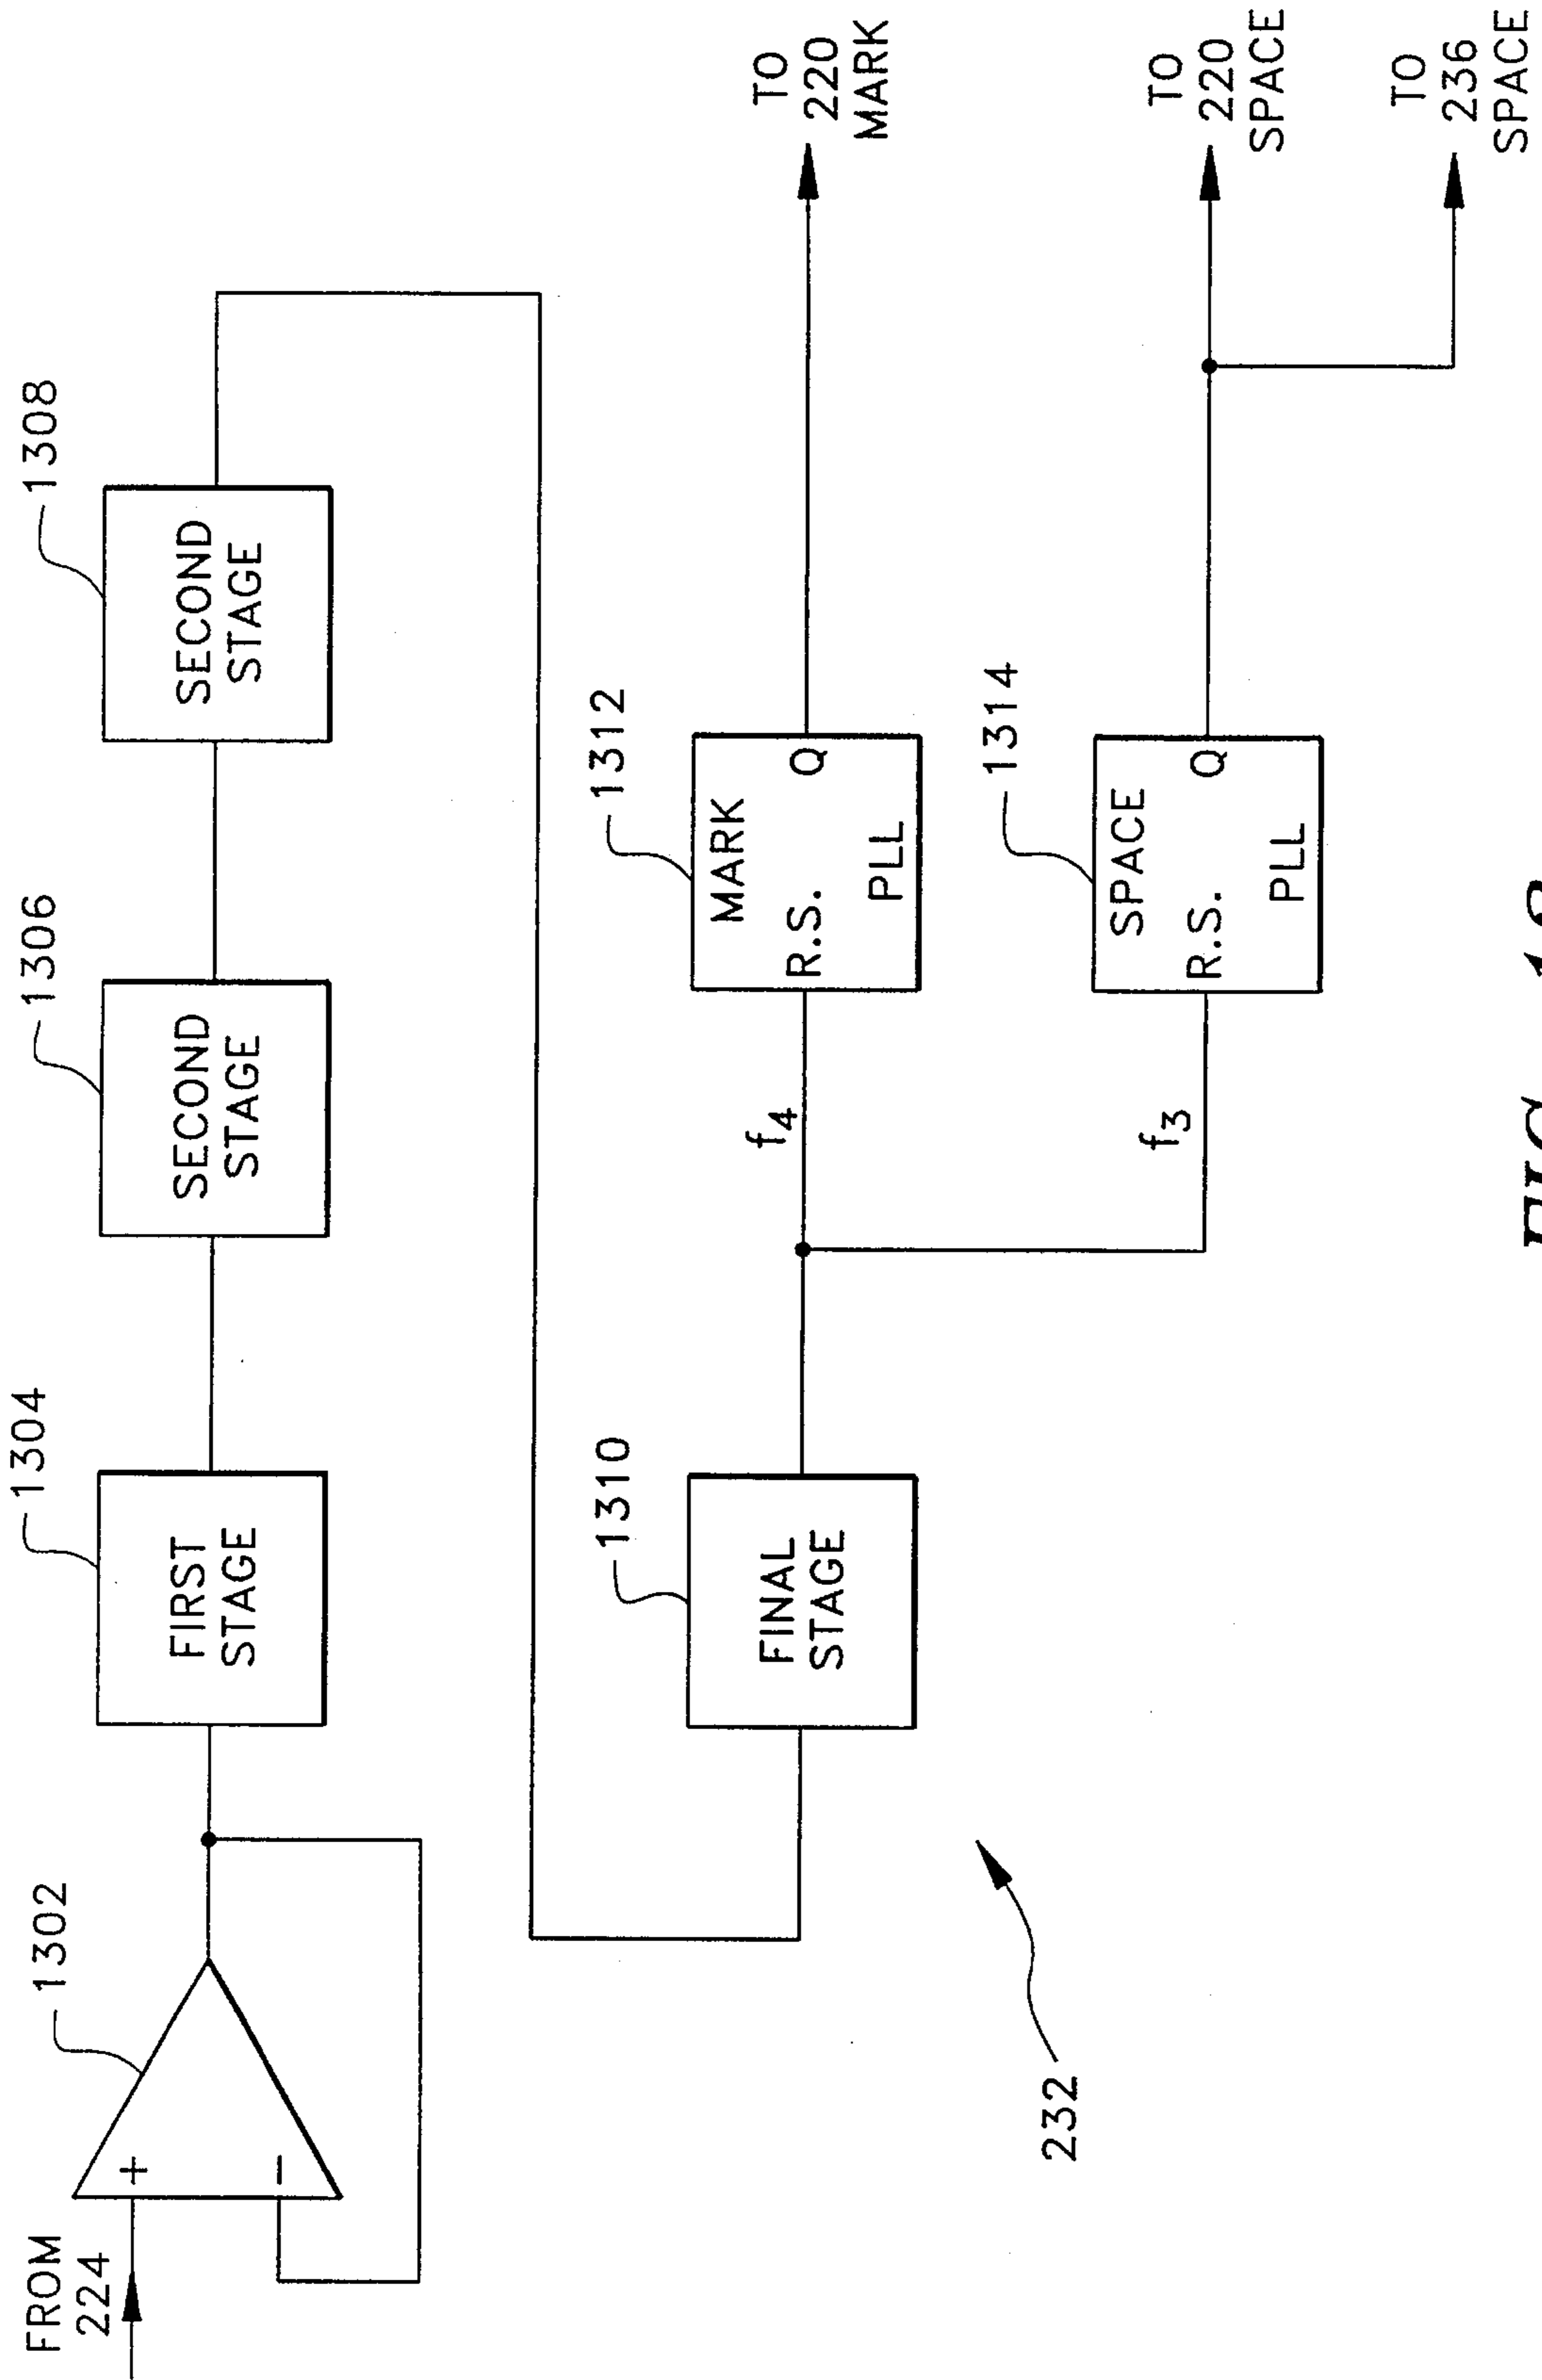 FROM
224
+
−
1302
FIRST
STAGE
1304
SECOND
STAGE
1306
SECOND
STAGE
1308
FINAL
STAGE
1310
f4
f3
MARK
R.S. Q
PLL
1312
SPACE
R.S. Q
PLL
1314
TO
220
MARK
TO
220
SPACE
TO
236
SPACE
232
FIG.